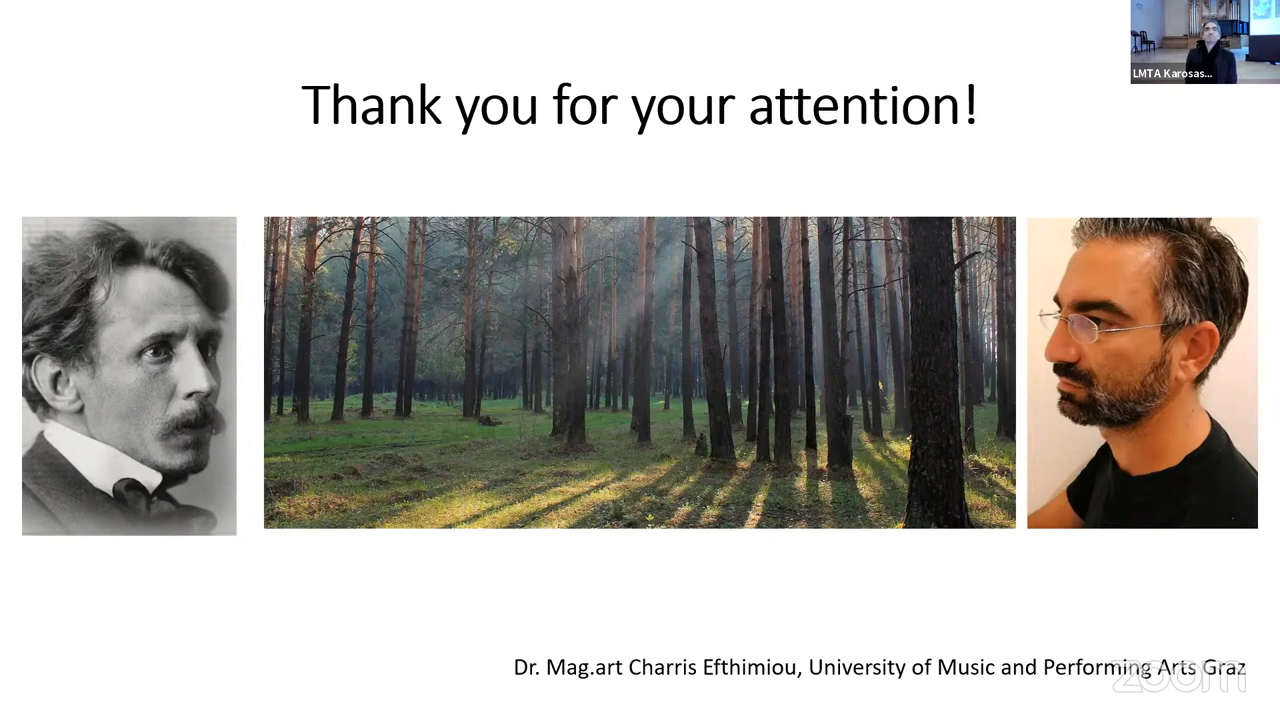 LMTA Karosas...
Thank you for your attention!
Dr. Mag.art Charris Efthimiou, University of Music and Performing Arts Graz
zoom